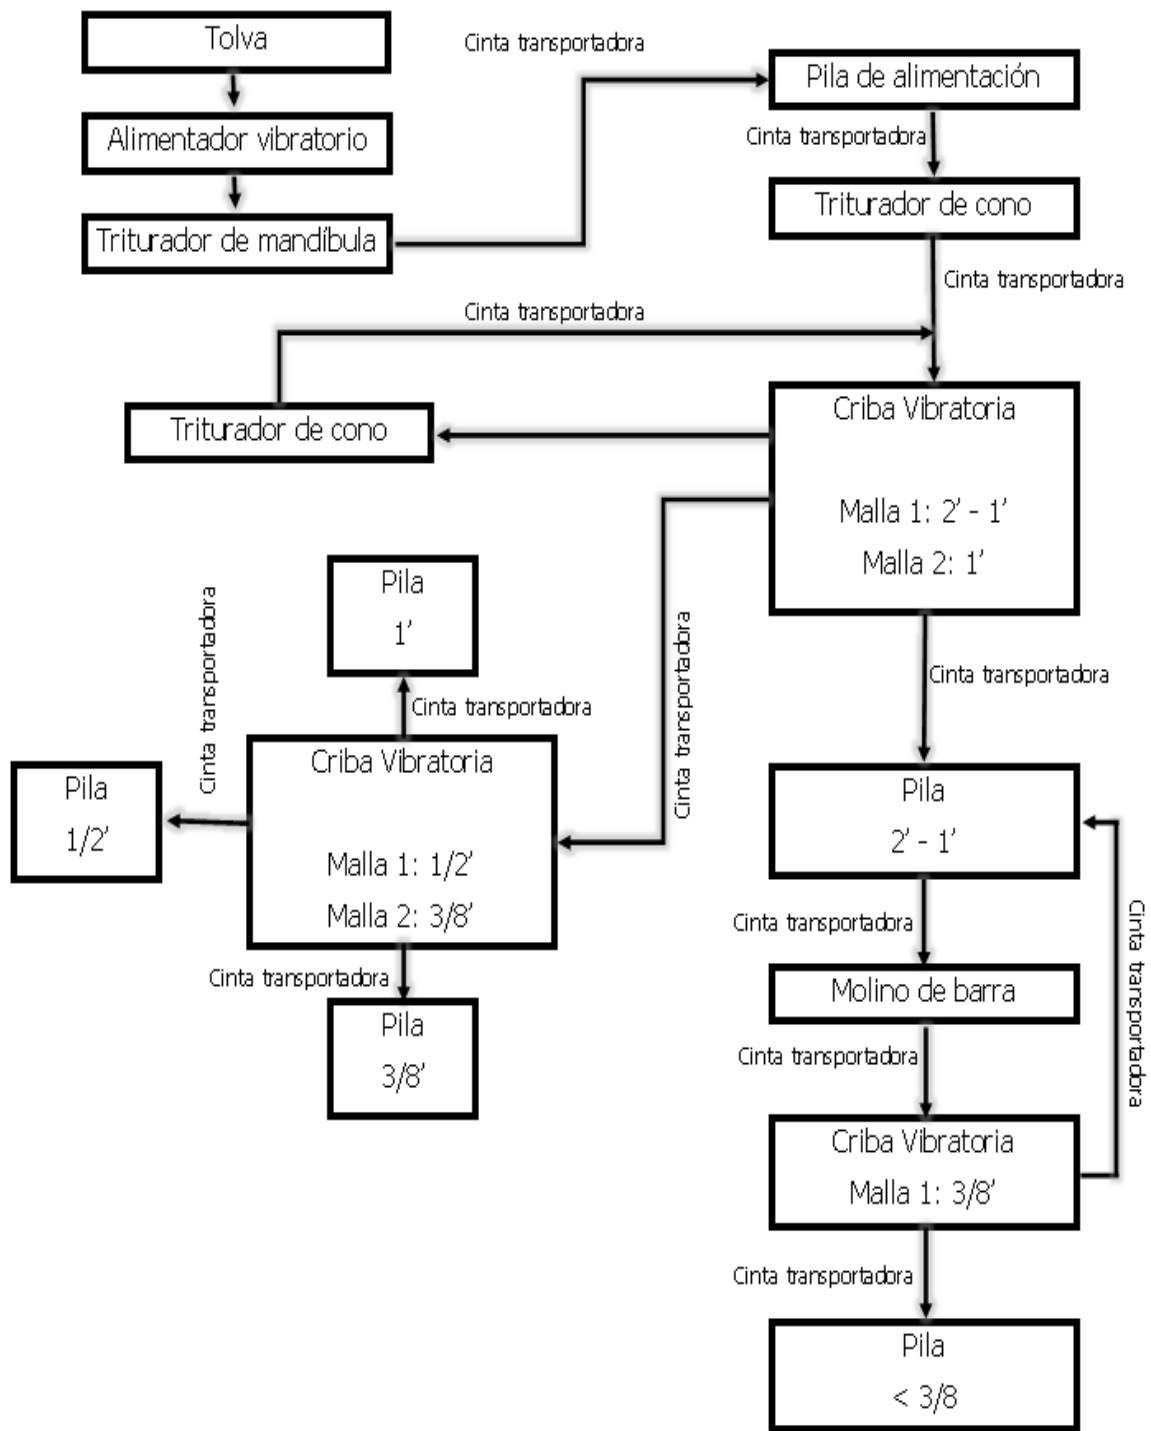 Tolva
Cinta transportadora
Pila de alimentación
Alimentador vibratorio
Cinta transportadora
Triturador de mandíbula
Triturador de cono
Cinta transportadora
Cinta transportadora
Triturador de cono
Criba Vibratoria
Malla 1: 2' - 1'
Malla 2: 1'
Cinta transportadora
Cinta transportadora
Pila
1'
Cinta transportadora
Cinta transportadora
Criba Vibratoria
Malla 1: 1/2'
Malla 2: 3/8'
Pila
1/2'
Cinta transportadora
Pila
3/8'
Pila
2' - 1'
Cinta transportadora
Cinta transportadora
Molino de barra
Cinta transportadora
Criba Vibratoria
Malla 1: 3/8'
Cinta transportadora
Pila
< 3/8